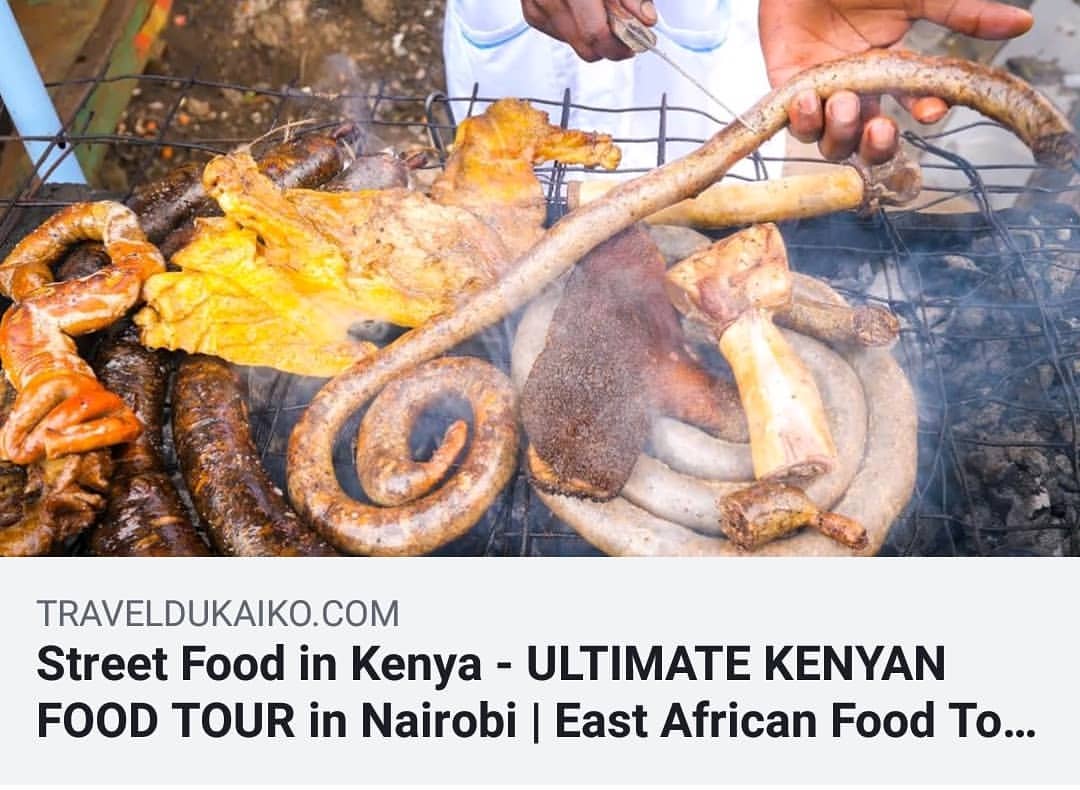 TRAVELDUKAIKO.COM
Street Food in Kenya - ULTIMATE KENYAN
FOOD TOUR in Nairobi | East African Food To...